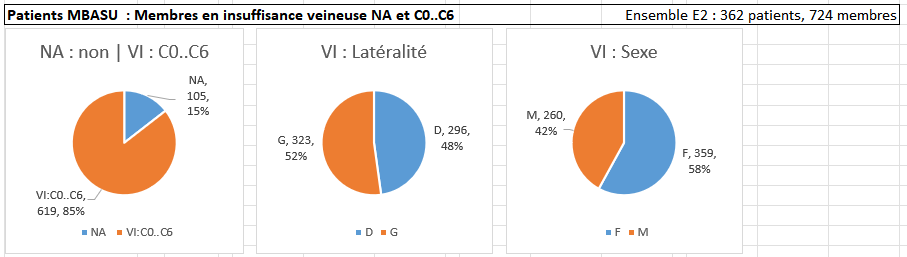 Patients MBASU : Membres en insuffisance veineuse NA et C0..C6
Ensemble E2 : 362 patients, 724 membres
NA : non | VI : C0..C6
NA,
105,
15%
VI:C0..C6,
619, 85%
NA
VI:C0..C6
VI : Latéralité
G, 323,
52%
D, 296,
48%
D
G
VI : Sexe
M, 260,
42%
F, 359,
58%
F
M